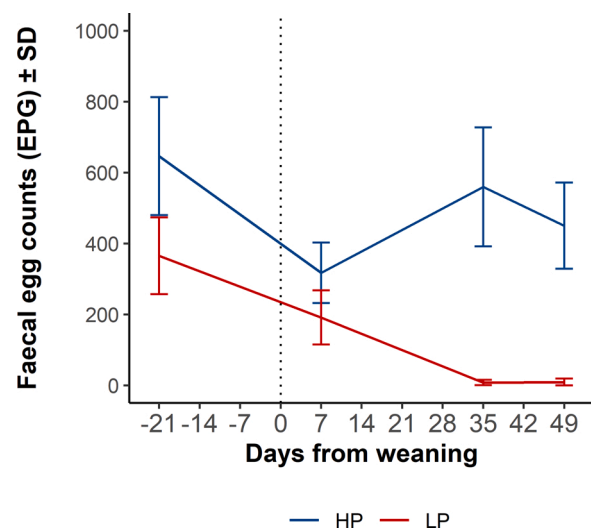 Faecal egg counts (EPG) ± SD
1000
800
600
400
200
0
-21 -14 -7 0 7 14 21 28 35 42 49
Days from weaning
HP LP